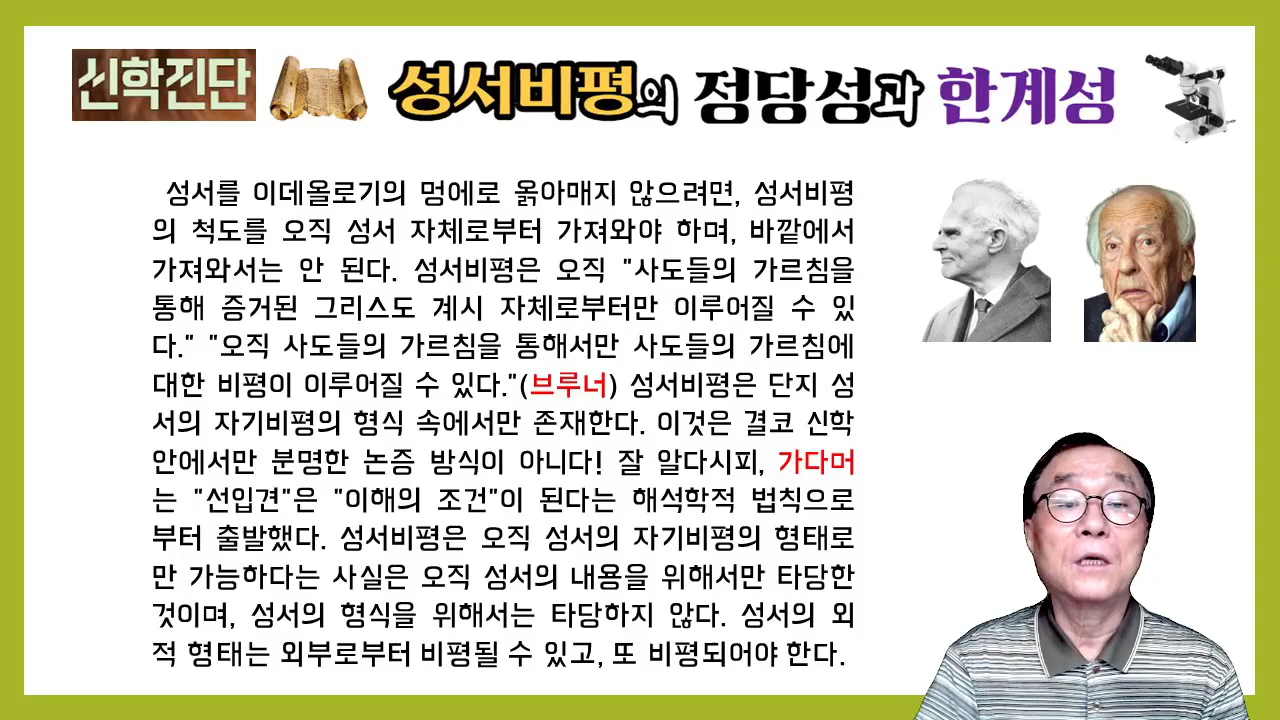 신학진단
성서비평의 정당성과 한계성
성서를 이데올로기의 멍에로 옭아매지 않으려면, 성서비평
의 척도를 오직 성서 자체로부터 가져와야 하며, 바깥에서
가져와서는 안 된다. 성서비평은 오직 "사도들의 가르침을
통해 증거된 그리스도 계시 자체로부터만 이루어질 수 있
다." "오직 사도들의 가르침을 통해서만 사도들의 가르침에
대한 비평이 이루어질 수 있다."(브루너) 성서비평은 단지 성
서의 자기비평의 형식 속에서만 존재한다. 이것은 결코 신학
안에서만 분명한 논증 방식이 아니다! 잘 알다시피, 가다머
는 "선입견"은 "이해의 조건"이 된다는 해석학적 법칙으로
부터 출발했다. 성서비평은 오직 성서의 자기비평의 형태로
만 가능하다는 사실은 오직 성서의 내용을 위해서만 타당한
것이며, 성서의 형식을 위해서는 타당하지 않다. 성서의 외
적 형태는 외부로부터 비평될 수 있고, 또 비평되어야 한다.